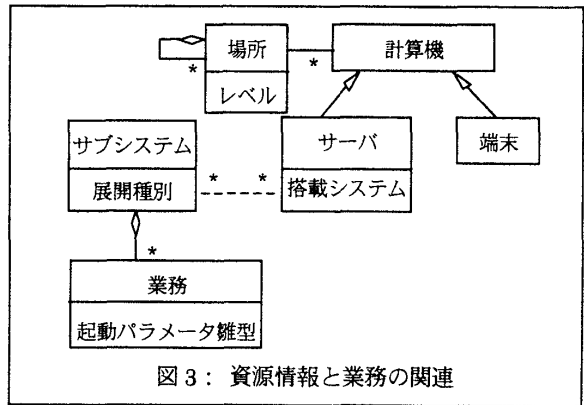 場所
計算機
*
*
レベル
サブシステム
サーバ
端末
展開種別
*
*
搭載システム
*
業務
起動パラメータ雛型
図3： 資源情報と業務の関連